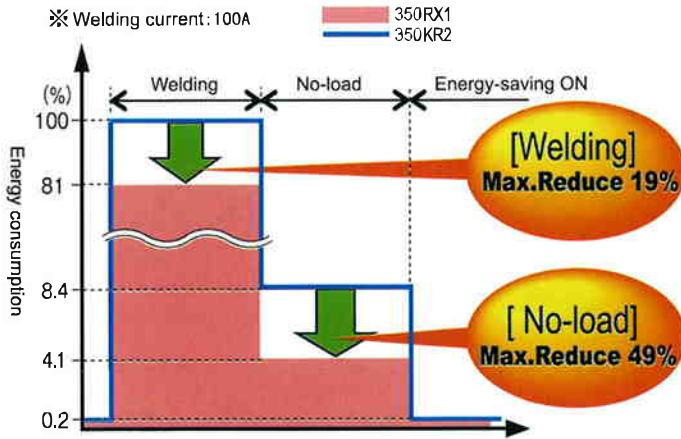 ※ Welding current:100A
350RX1
350KR2
Welding
No-load
Energy-saving ON
(%)
100
81
8.4
4.1
0.2
Energy consumption
[Welding]
Max.Reduce 19%
[ No-load]
Max.Reduce 49%